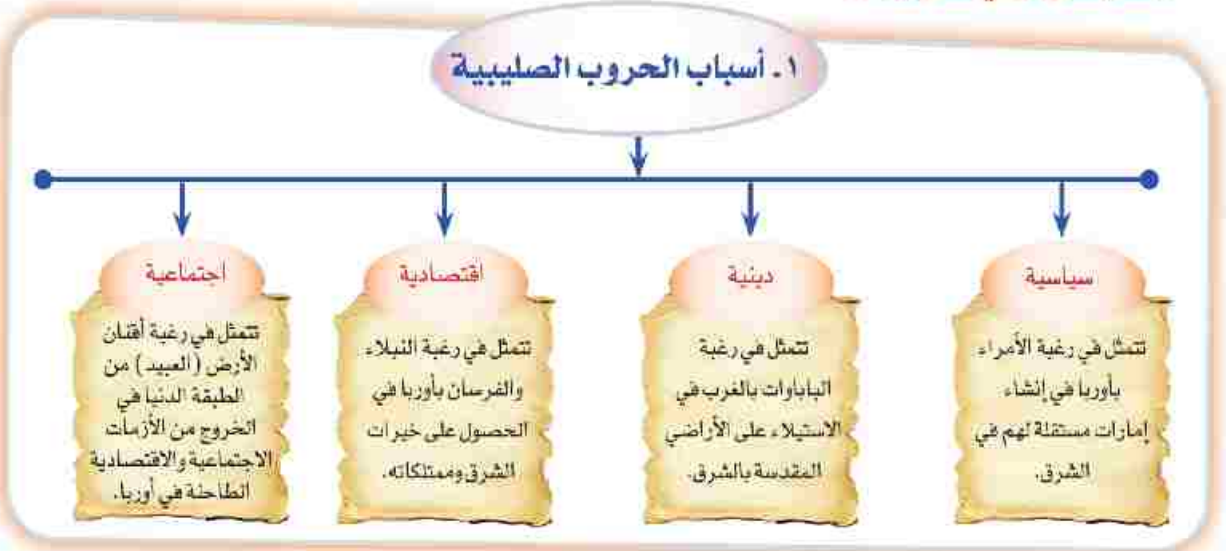 ١. أسباب الحروب الصليبية
سياسية
تتمثل في رغبة الأمراء
بأوربا في إنشاء
إمارات مستقلة لهم في
الشرق.
دينية
تتمثل في رغبة
الباباوات بالغرب في
الاستيلاء على الأراضي
المقدسة بالشرق.
اقتصادية
تتمثل في رغبة النبلاء
والفرسان بأوربا في
الحصول على خيرات
الشرق وممتلكاته.
اجتماعية
تتمثل في رغبة أقنان
الأرض (العبيد) من
الطبقة الدنيا في
الخروج من الأزمات
الاجتماعية والاقتصادية
الطاحنة في أوربا.